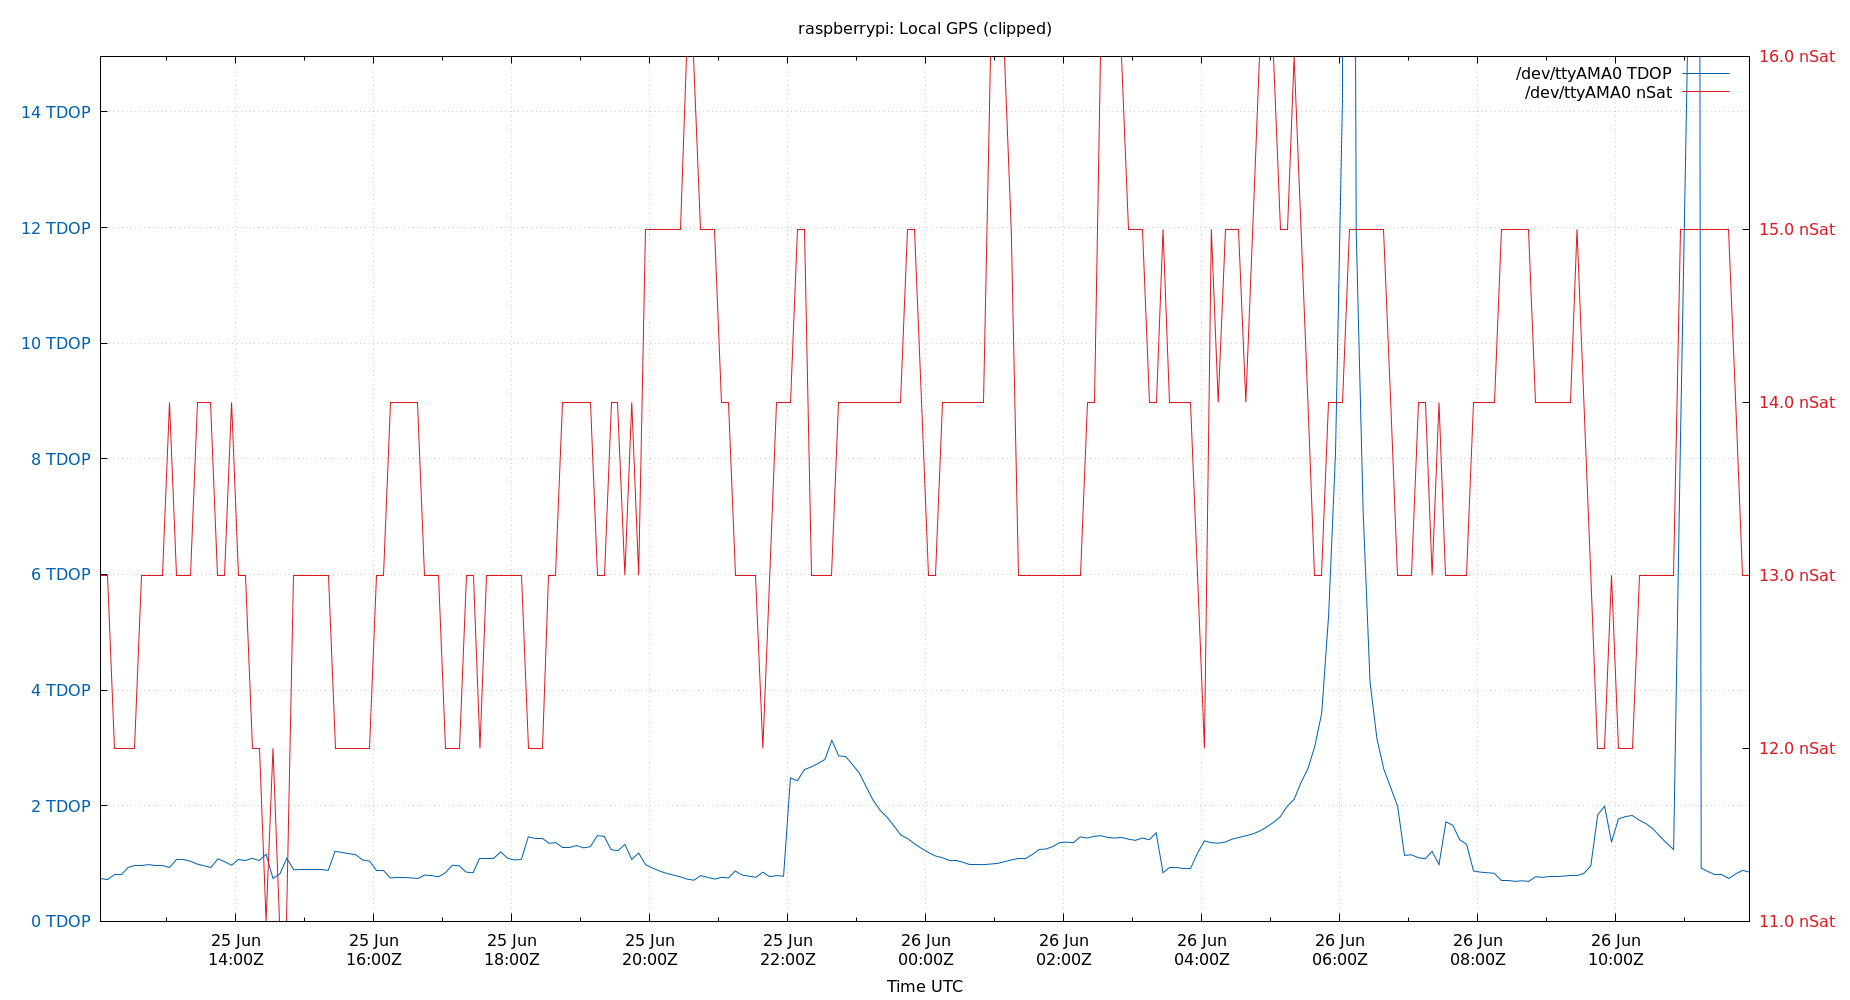 raspberrypi: Local GPS (clipped)
/dev/ttyAMA0 TDOP
/dev/ttyAMA0 nSat
14 TDOP
12 TDOP
10 TDOP
8 TDOP
6 TDOP
4 TDOP
2 TDOP
0 TDOP
16.0 nSat
15.0 nSat
14.0 nSat
13.0 nSat
12.0 nSat
11.0 nSat
25 Jun
14:00Z
25 Jun
16:00Z
25 Jun
18:00Z
25 Jun
20:00Z
25 Jun
22:00Z
26 Jun
00:00Z
26 Jun
02:00Z
26 Jun
04:00Z
26 Jun
06:00Z
26 Jun
08:00Z
26 Jun
10:00Z
Time UTC